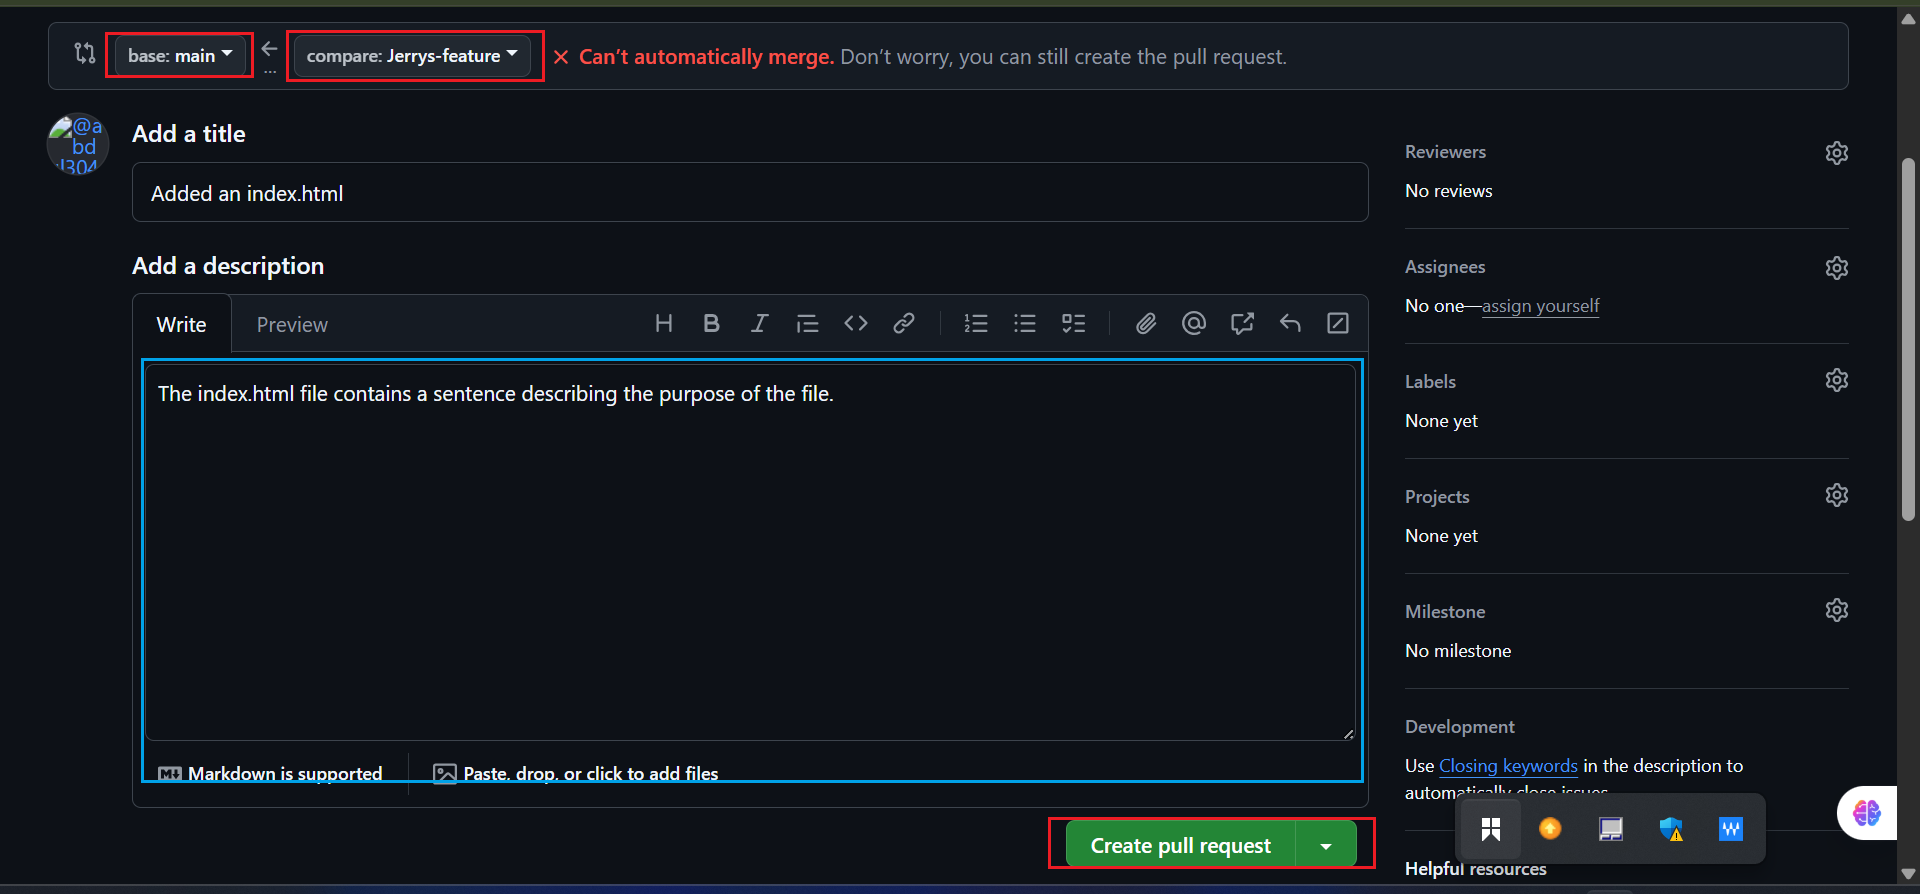 base: main
compare: Jerrys-feature
Can’t automatically merge. Don’t worry, you can still create the pull request.
...
@a
bd
l304
Add a title
Added an index.html
Add a description
Write
Preview
The index.html file contains a sentence describing the purpose of the file.
Markdown is supported
Paste, drop, or click to add files
Create pull request
Reviewers
No reviews
Assignees
No one—assign yourself
Labels
None yet
Projects
None yet
Milestone
No milestone
Development
Use Closing keywords in the description to
automatically close issues
Helpful resources